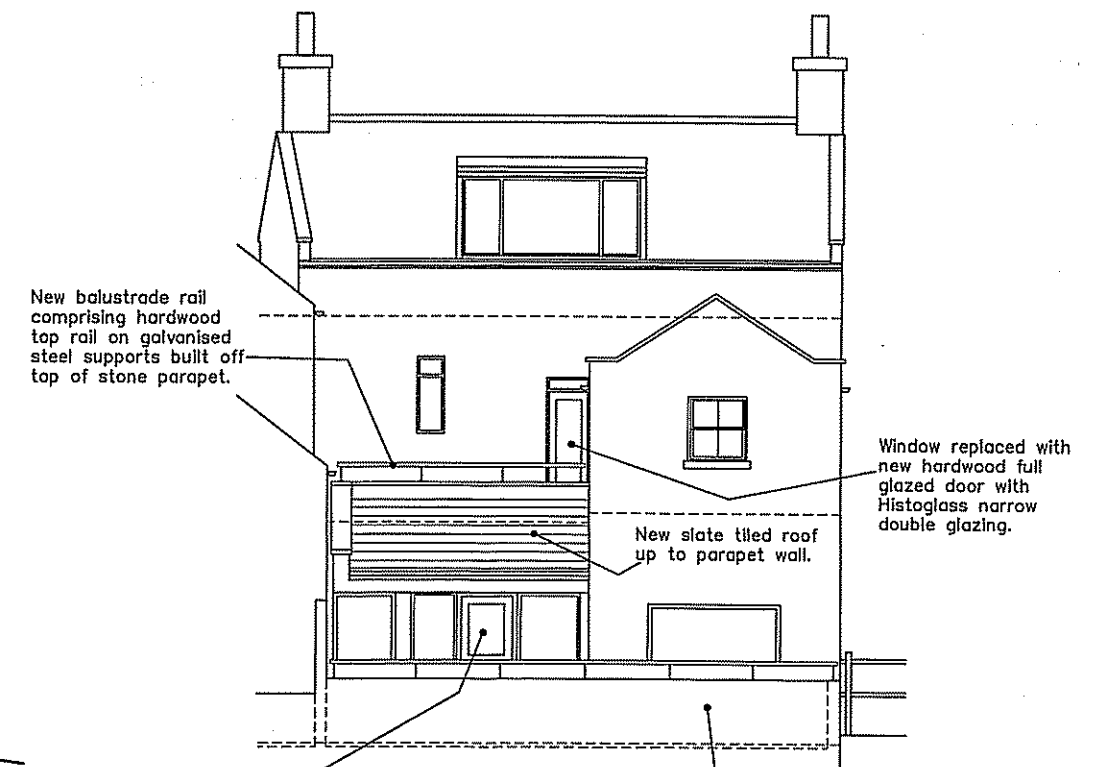 New balustrade rail
comprising hardwood
top rail on galvanised
steel supports built off
top of stone parapet.
Window replaced with
new hardwood full
glazed door with
Histoglass narrow
double glazing.
New slate tiled roof
up to parapet wall.